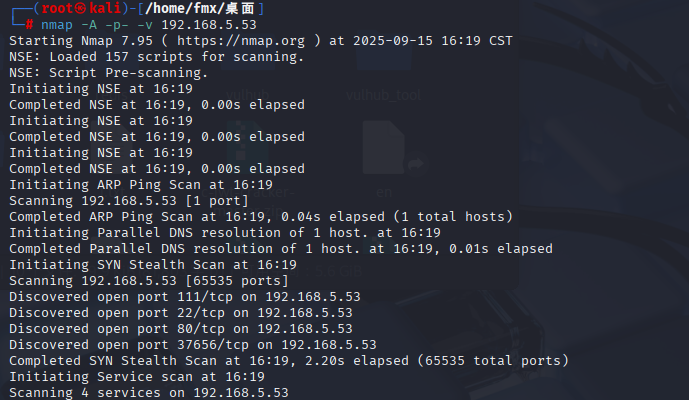 ┌──(root㉿kali)-[/home/fmx/桌面]
└─# nmap -A -p- -v 192.168.5.53
Starting Nmap 7.95 ( https://nmap.org ) at 2025-09-15 16:19 CST
NSE: Loaded 157 scripts for scanning.
NSE: Script Pre-scanning.
Initiating NSE at 16:19
Completed NSE at 16:19, 0.00s elapsed
Initiating NSE at 16:19
Completed NSE at 16:19, 0.00s elapsed
Initiating NSE at 16:19
Completed NSE at 16:19, 0.00s elapsed
Initiating ARP Ping Scan at 16:19
Scanning 192.168.5.53 [1 port]
Completed ARP Ping Scan at 16:19, 0.04s elapsed (1 total hosts)
Initiating Parallel DNS resolution of 1 host. at 16:19
Completed Parallel DNS resolution of 1 host. at 16:19, 0.01s elapsed
Initiating SYN Stealth Scan at 16:19
Scanning 192.168.5.53 [65535 ports]
Discovered open port 111/tcp on 192.168.5.53
Discovered open port 22/tcp on 192.168.5.53
Discovered open port 80/tcp on 192.168.5.53
Discovered open port 37656/tcp on 192.168.5.53
Completed SYN Stealth Scan at 16:19, 2.20s elapsed (65535 total ports)
Initiating Service scan at 16:19
Scanning 4 services on 192.168.5.53